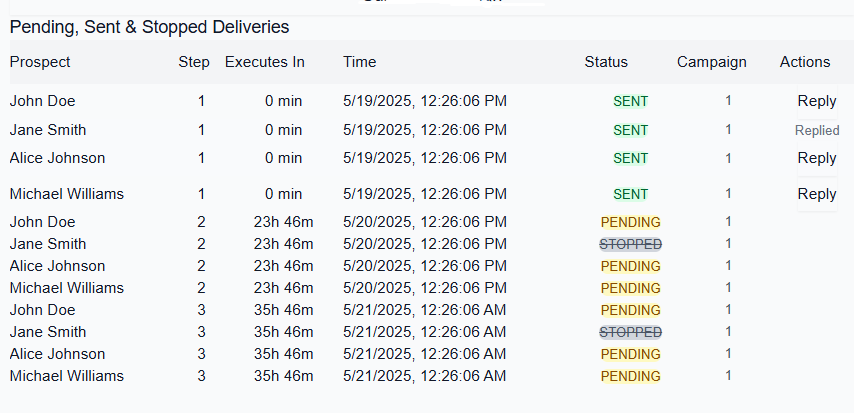 Pending, Sent & Stopped Deliveries
Prospect Step Executes In Time Status Campaign Actions
John Doe 1 0 min 5/19/2025, 12:26:06 PM SENT 1 Reply
Jane Smith 1 0 min 5/19/2025, 12:26:06 PM SENT 1 Replied
Alice Johnson 1 0 min 5/19/2025, 12:26:06 PM SENT 1 Reply
Michael Williams 1 0 min 5/19/2025, 12:26:06 PM SENT 1 Reply
John Doe 2 23h 46m 5/20/2025, 12:26:06 PM PENDING 1
Jane Smith 2 23h 46m 5/20/2025, 12:26:06 PM STOPPED 1
Alice Johnson 2 23h 46m 5/20/2025, 12:26:06 PM PENDING 1
Michael Williams 2 23h 46m 5/20/2025, 12:26:06 PM PENDING 1
John Doe 3 35h 46m 5/21/2025, 12:26:06 AM PENDING 1
Jane Smith 3 35h 46m 5/21/2025, 12:26:06 AM STOPPED 1
Alice Johnson 3 35h 46m 5/21/2025, 12:26:06 AM PENDING 1
Michael Williams 3 35h 46m 5/21/2025, 12:26:06 AM PENDING 1